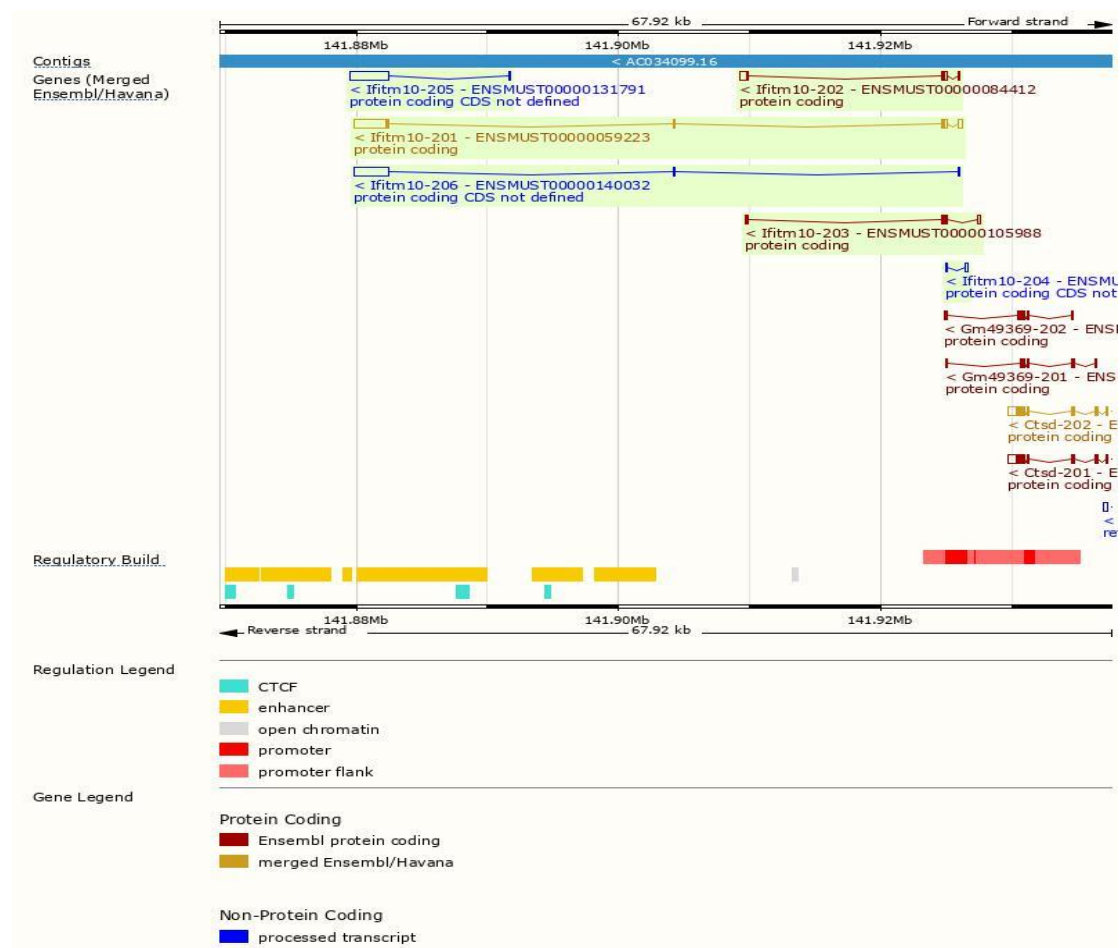 67.92 kb Forward strand
141.88Mb 141.90Mb 141.92Mb
Contigs < AC034099.16
Genes (Merged
Ensembl/Havana)
< Ifitm10-205 - ENSMUST00000131791 < Ifitm10-202 - ENSMUST00000084412
protein coding CDS not defined protein coding
< Ifitm10-201 - ENSMUST00000059223
protein coding
< Ifitm10-206 - ENSMUST00000140032
protein coding CDS not defined
< Ifitm10-203 - ENSMUST00000105988
protein coding
< Ifitm10-204 - ENSMU
protein coding CDS not
< Gm49369-202 - ENS
protein coding
< Gm49369-201 - ENS
protein coding
< Ctsd-202 - E
protein coding
< Ctsd-201 - E
protein coding
<
re
Regulatory Build
141.88Mb 141.90Mb 141.92Mb
Reverse strand 67.92 kb
Regulation Legend
CTCF
enhancer
open chromatin
promoter
promoter flank
Gene Legend
Protein Coding
Ensembl protein coding
merged Ensembl/Havana
Non-Protein Coding
processed transcript